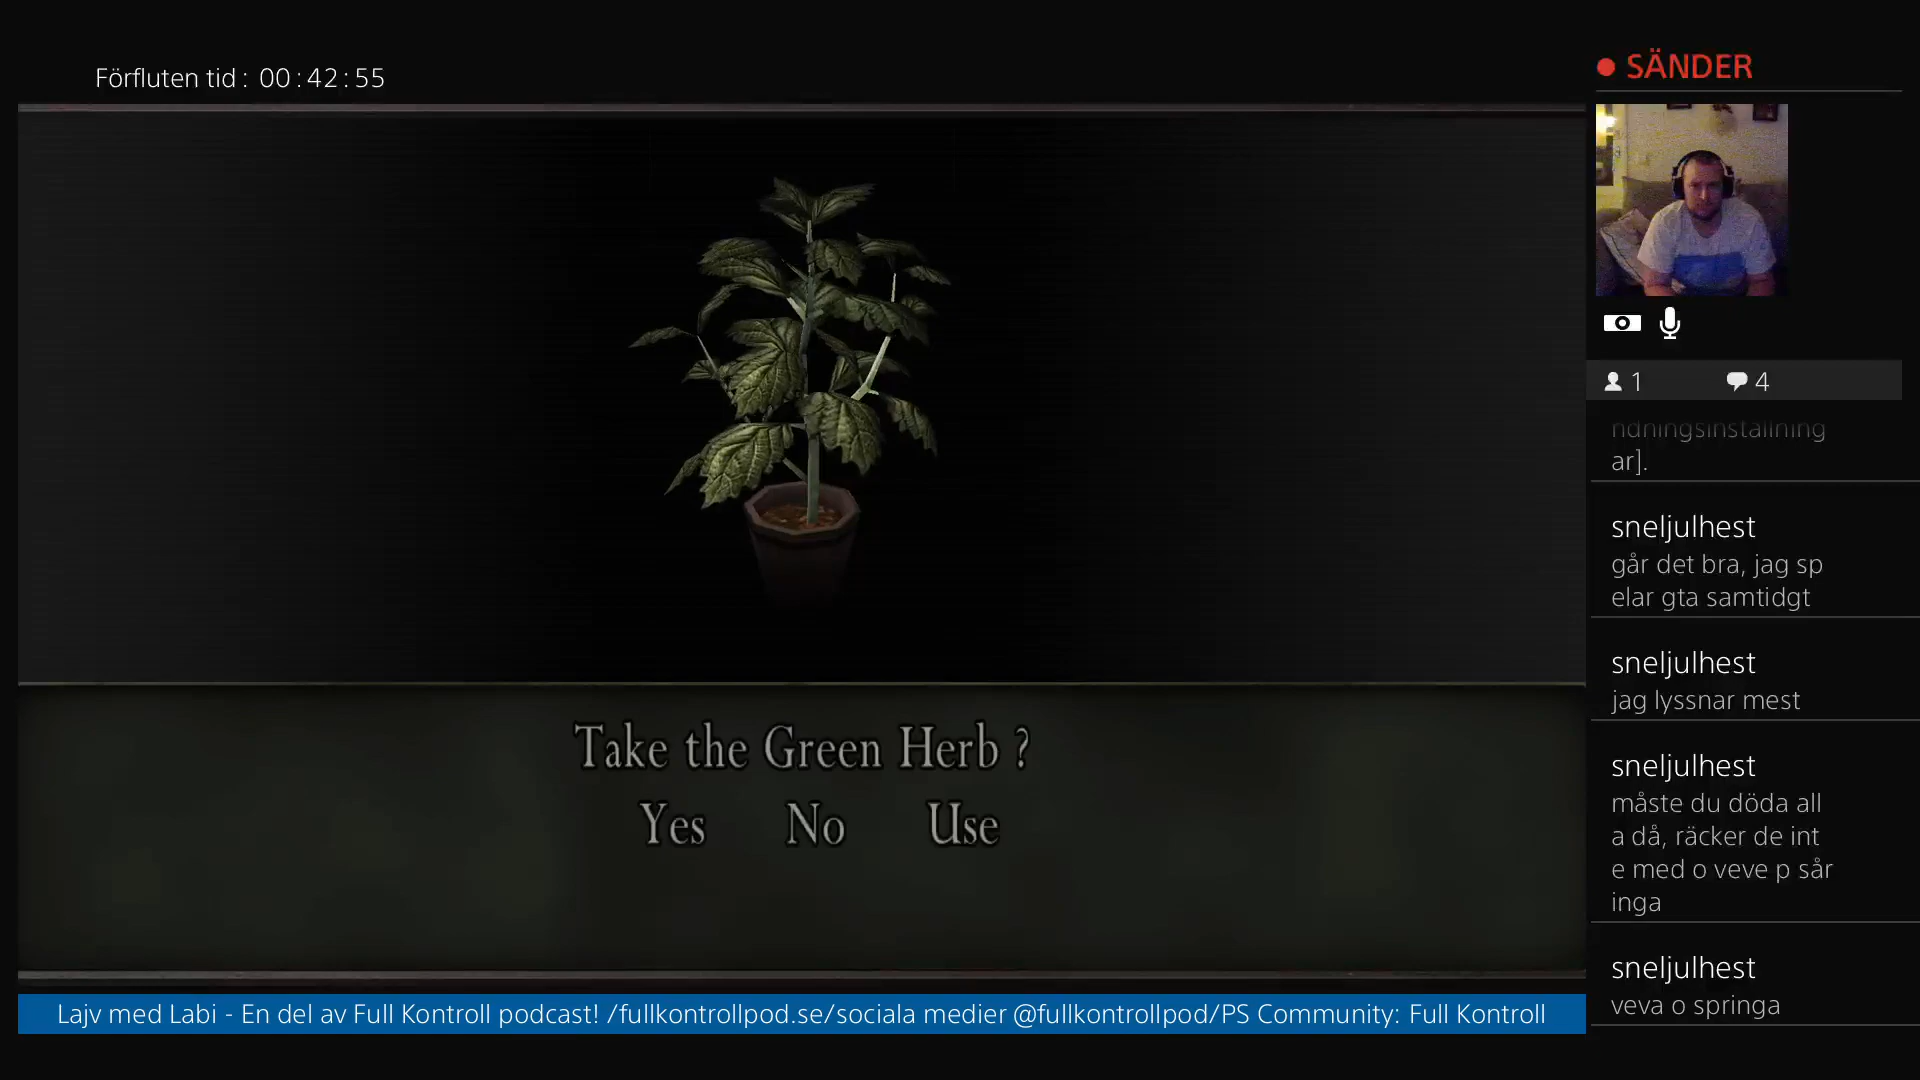 Förfluten tid : 00:42:55
SÄNDER
1
4
ndningsinställning
ar].
sneljulhest
går det bra, jag sp
elar gta samtidgt
sneljulhest
jag lyssnar mest
sneljulhest
måste du döda all
a då, räcker de int
e med o veve p sår
inga
sneljulhest
veva o springa
Take the Green Herb ?
Yes No Use
Lajv med Labi - En del av Full Kontroll podcast! /fullkontrollpod.se/sociala medier @fullkontrollpod/PS Community: Full Kontroll